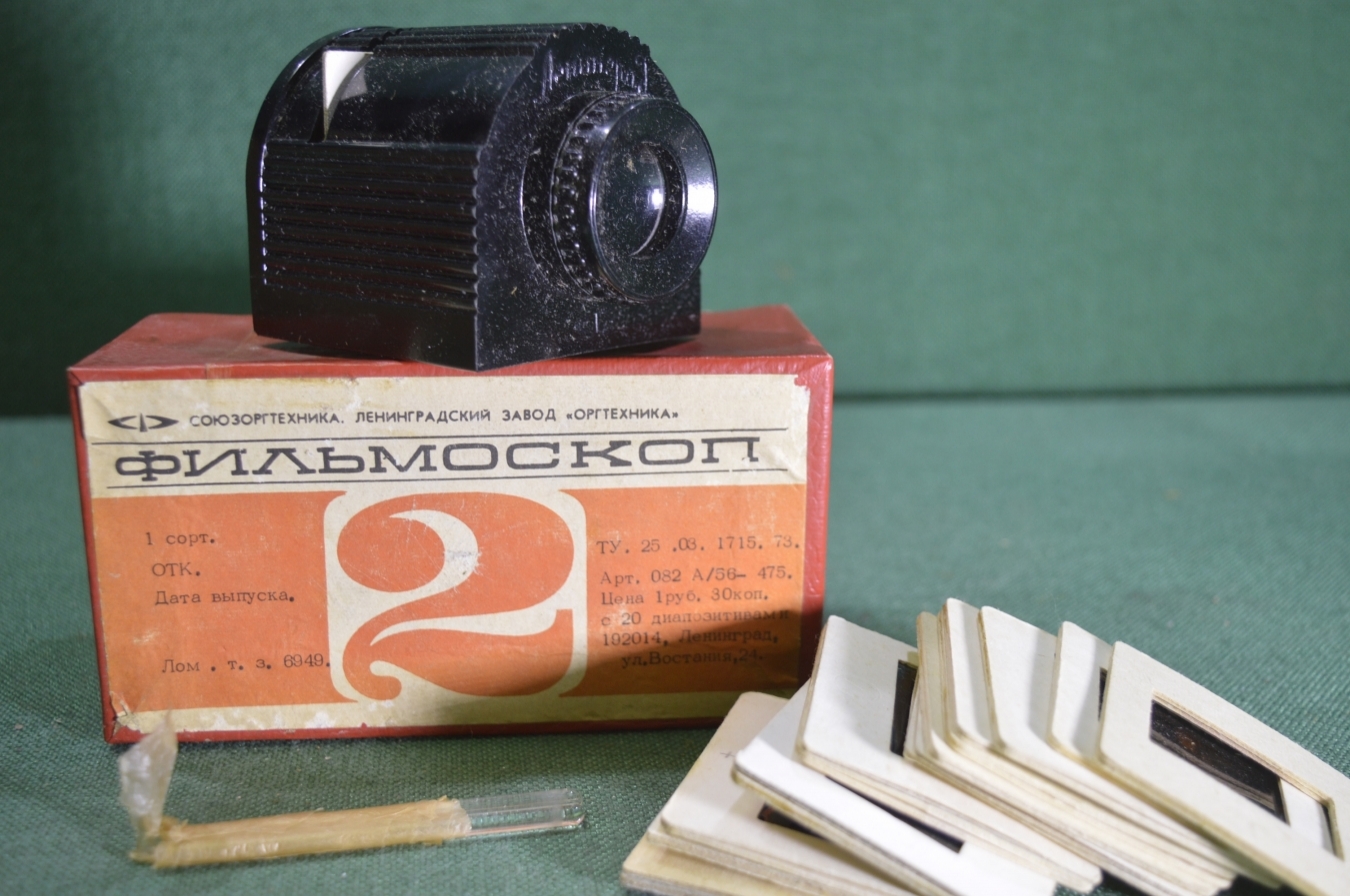 СОЮЗОРГТЕХНИКА. ЛЕНИНГРАДСКИЙ ЗАВОД «ОРГТЕХНИКА»
ФИЛЬМОСКОП
2
1 сорт.
ОТК.
Дата выпуска.
Лом . т. з. 6949.
ТУ. 25 .03. 1715. 73.
Арт. 082 А/56- 475.
Цена 1руб. 30коп.
с 20 диапозитивами
192014, Ленинград,
ул.Востания,24.